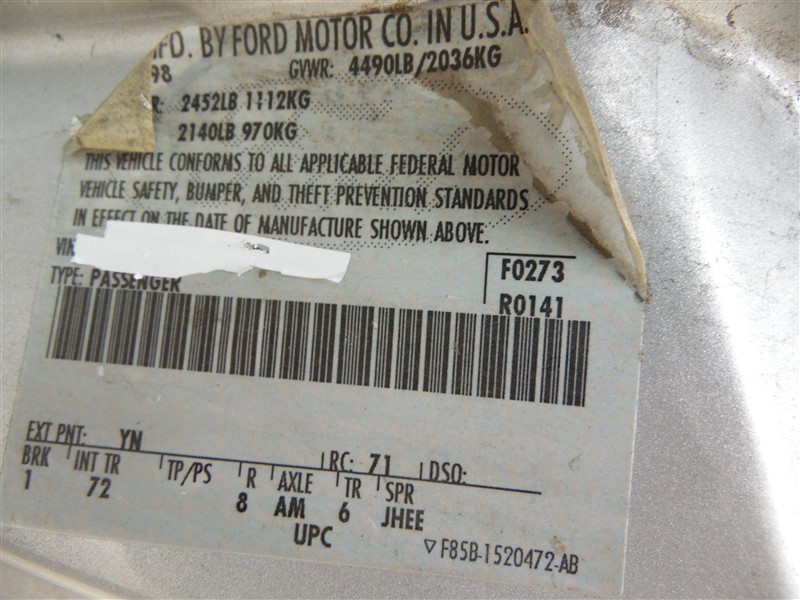 MFO. BY FORD MOTOR CO. IN U.S.A.
98 GVWR: 4490LB/2036KG
R: 2452LB 1112KG
2140LB 970KG
THIS VEHICLE CONFORMS TO ALL APPLICABLE FEDERAL MOTOR
VEHICLE SAFETY, BUMPER, AND THEFT PREVENTION STANDARDS
IN EFFECT ON THE DATE OF MANUFACTURE SHOWN ABOVE.
VIN
TYPE: PASSENGER
F0273
R0141
EXT PNT: YN RC: 71 DSO:
BRK INT TR TP/PS R AXLE TR SPR
1 72 8 AM 6 JHEE
UPC
▽F85B-1520472-AB